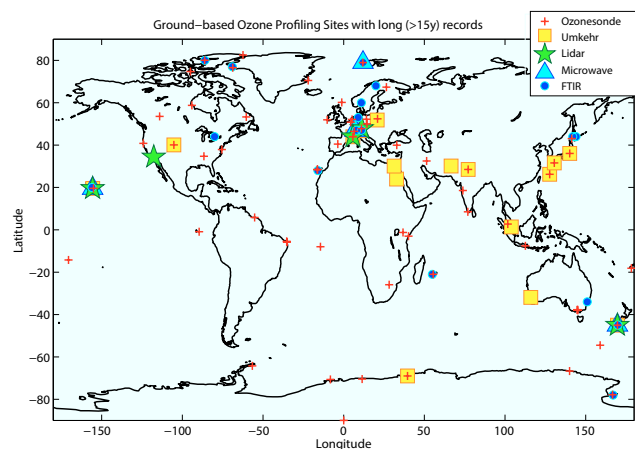 Ground−based Ozone Profiling Sites with long (>15y) records
Ozonesonde
Umkehr
Lidar
Microwave
FTIR
80
60
40
20
0
−20
−40
−60
−80
Latitude
−150
−100
−50
0
50
100
150
Longitude